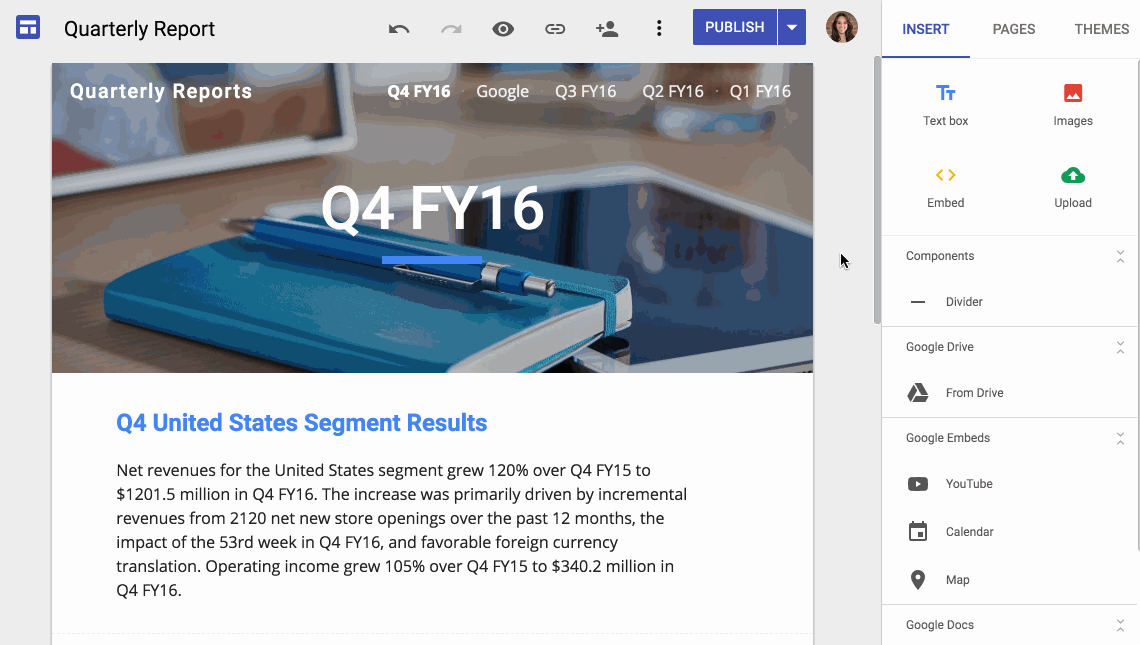 Quarterly Report
PUBLISH
INSERT PAGES THEMES
Quarterly Reports
Q4 FY16 · Google · Q3 FY16 · Q2 FY16 · Q1 FY16
Q4 FY16
Q4 United States Segment Results
Net revenues for the United States segment grew 120% over Q4 FY15 to
$1201.5 million in Q4 FY16. The increase was primarily driven by incremental
revenues from 2120 net new store openings over the past 12 months, the
impact of the 53rd week in Q4 FY16, and favorable foreign currency
translation. Operating income grew 105% over Q4 FY15 to $340.2 million in
Q4 FY16.
Tт
Text box
Images
Embed
Upload
Components
Divider
Google Drive
From Drive
Google Embeds
YouTube
Calendar
Map
Google Docs